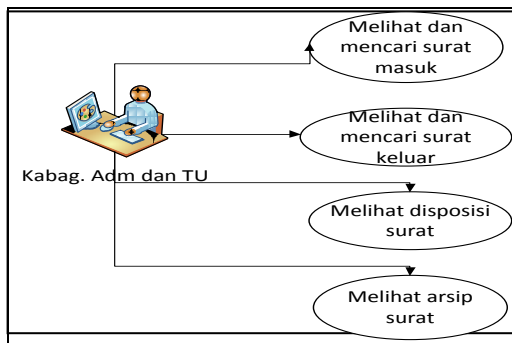 Melihat dan
mencari surat
masuk
Melihat dan
mencari surat
keluar
Kabag. Adm dan TU
Melihat disposisi
surat
Melihat arsip
surat